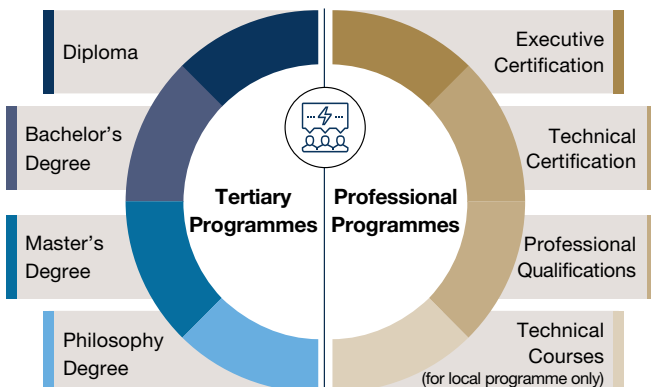 Diploma
Bachelor's
Degree
Master's
Degree
Philosophy
Degree
Tertiary
Programmes
Professional
Programmes
Executive
Certification
Technical
Certification
Professional
Qualifications
Technical
Courses
(for local programme only)